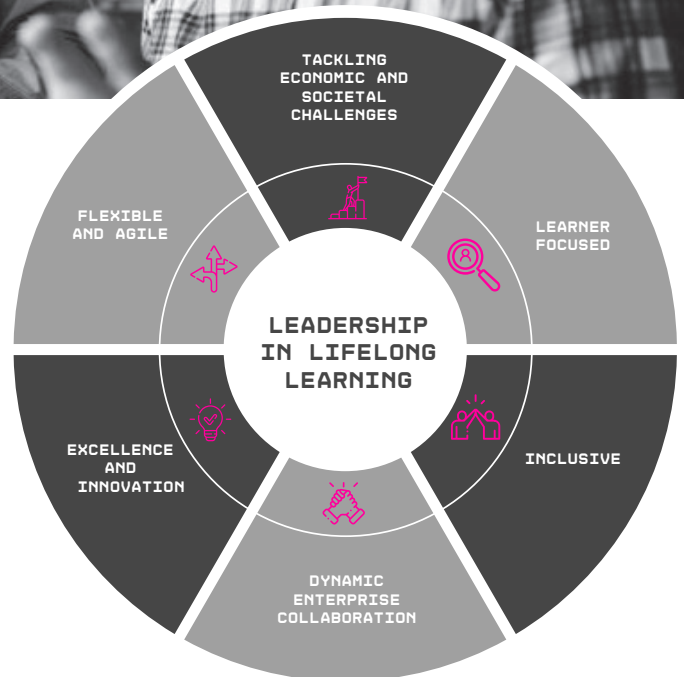 TACKLING
ECONOMIC AND
SOCIETAL
CHALLENGES
LEARNER
FOCUSED
INCLUSIVE
DYNAMIC
ENTERPRISE
COLLABORATION
EXCELLENCE
AND
INNOVATION
FLEXIBLE
AND AGILE
LEADERSHIP
IN LIFELONG
LEARNING